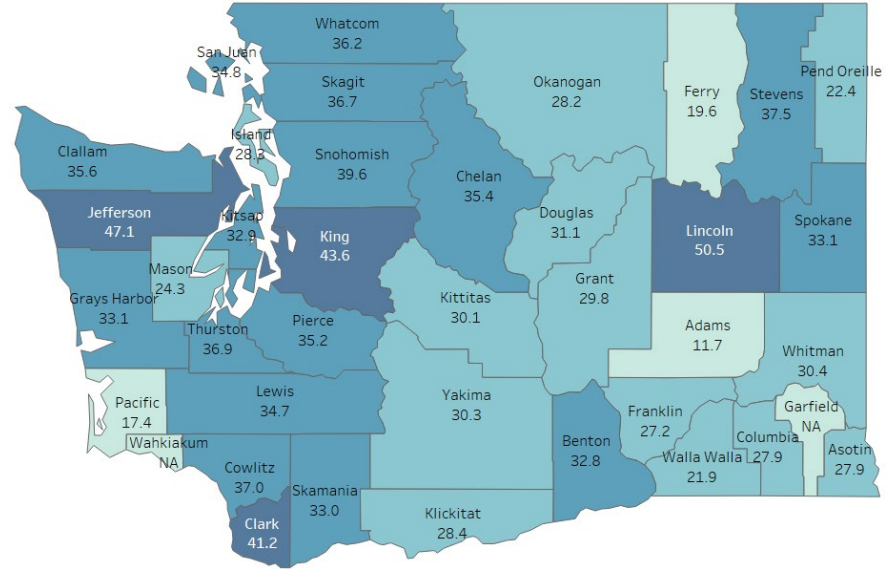 Whatcom
36.2
San Juan
34.8
Skagit
36.7
Okanogan
28.2
Ferry
19.6
Stevens
37.5
Pend Oreille
22.4
Island
28.3
Clallam
35.6
Snohomish
39.6
Chelan
35.4
Jefferson
47.1
Kitsap
32.9
King
43.6
Douglas
31.1
Lincoln
50.5
Spokane
33.1
Mason
24.3
Grays Harbor
33.1
Kittitas
30.1
Grant
29.8
Thurston
36.9
Pierce
35.2
Adams
11.7
Whitman
30.4
Pacific
17.4
Lewis
34.7
Yakima
30.3
Franklin
27.2
Garfield
NA
Wahkiakum
NA
Benton
32.8
Walla Walla
21.9
Columbia
27.9
Asotin
27.9
Cowlitz
37.0
Skamania
33.0
Klickitat
28.4
Clark
41.2